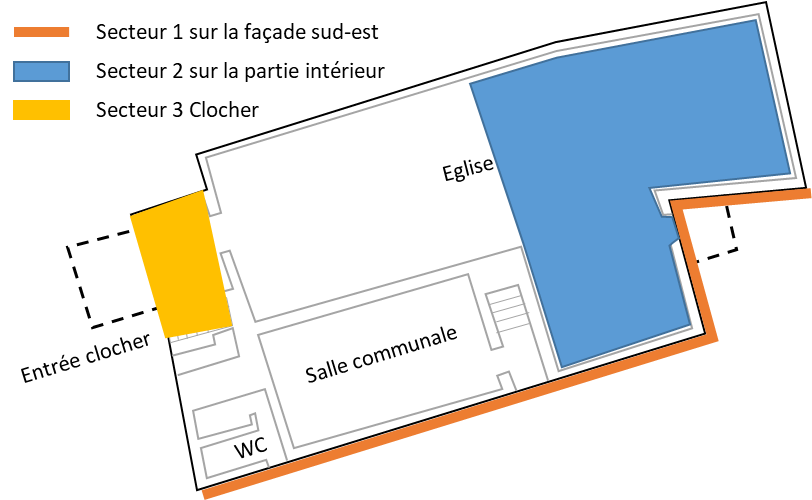 Secteur 1 sur la façade sud-est
Secteur 2 sur la partie intérieur
Secteur 3 Clocher
Eglise
Entrée clocher
Salle communale
WC